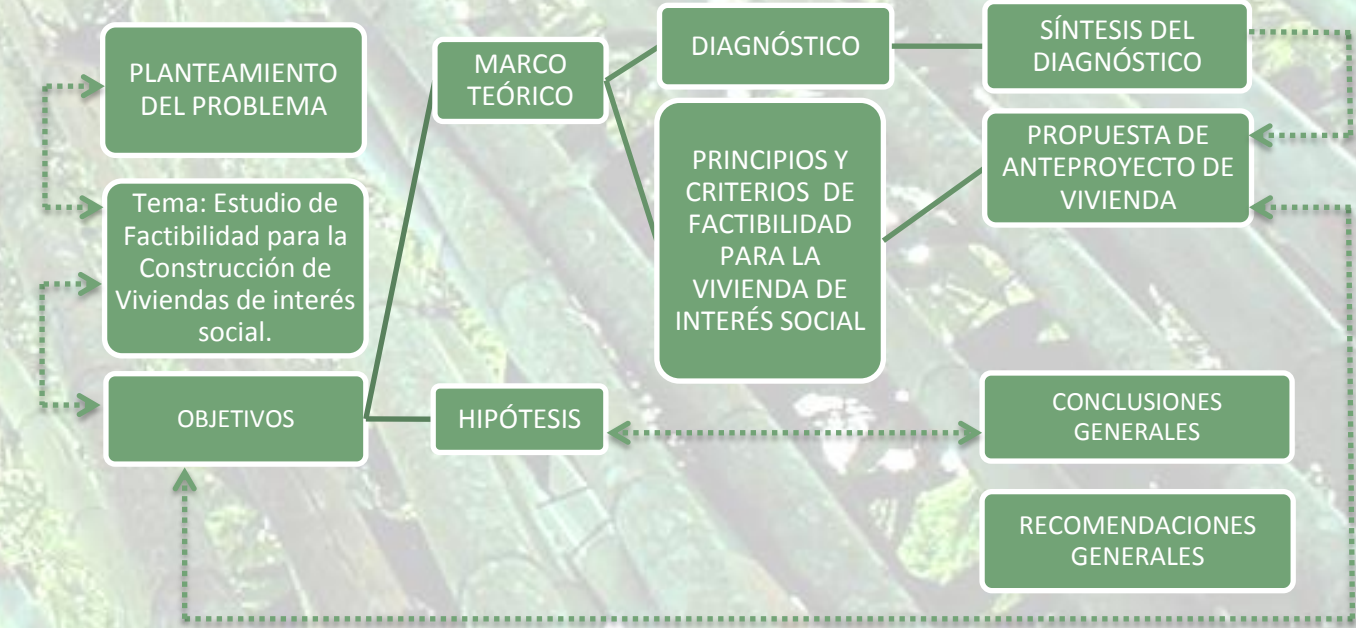 PLANTEAMIENTO
DEL PROBLEMA
Tema: Estudio de
Factibilidad para la
Construcción de
Viviendas de interés
social.
OBJETIVOS
MARCO
TEÓRICO
HIPÓTESIS
DIAGNÓSTICO
PRINCIPIOS Y
CRITERIOS DE
FACTIBILIDAD
PARA LA
VIVIENDA DE
INTERÉS SOCIAL
SÍNTESIS DEL
DIAGNÓSTICO
PROPUESTA DE
ANTEPROYECTO DE
VIVIENDA
CONCLUSIONES
GENERALES
RECOMENDACIONES
GENERALES